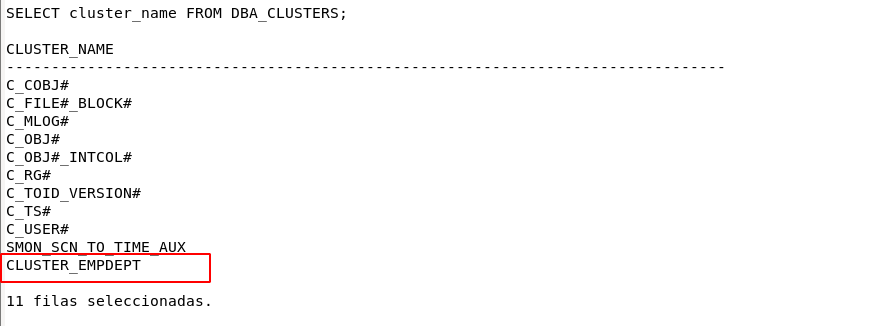 SELECT cluster_name FROM DBA_CLUSTERS;
CLUSTER_NAME
--------------------------------------------------------------------------------
C_COBJ#
C_FILE#_BLOCK#
C_MLOG#
C_OBJ#
C_OBJ#_INTCOL#
C_RG#
C_TOID_VERSION#
C_TS#
C_USER#
SMON_SCN_TO_TIME_AUX
CLUSTER_EMPDEPT
11 filas seleccionadas.